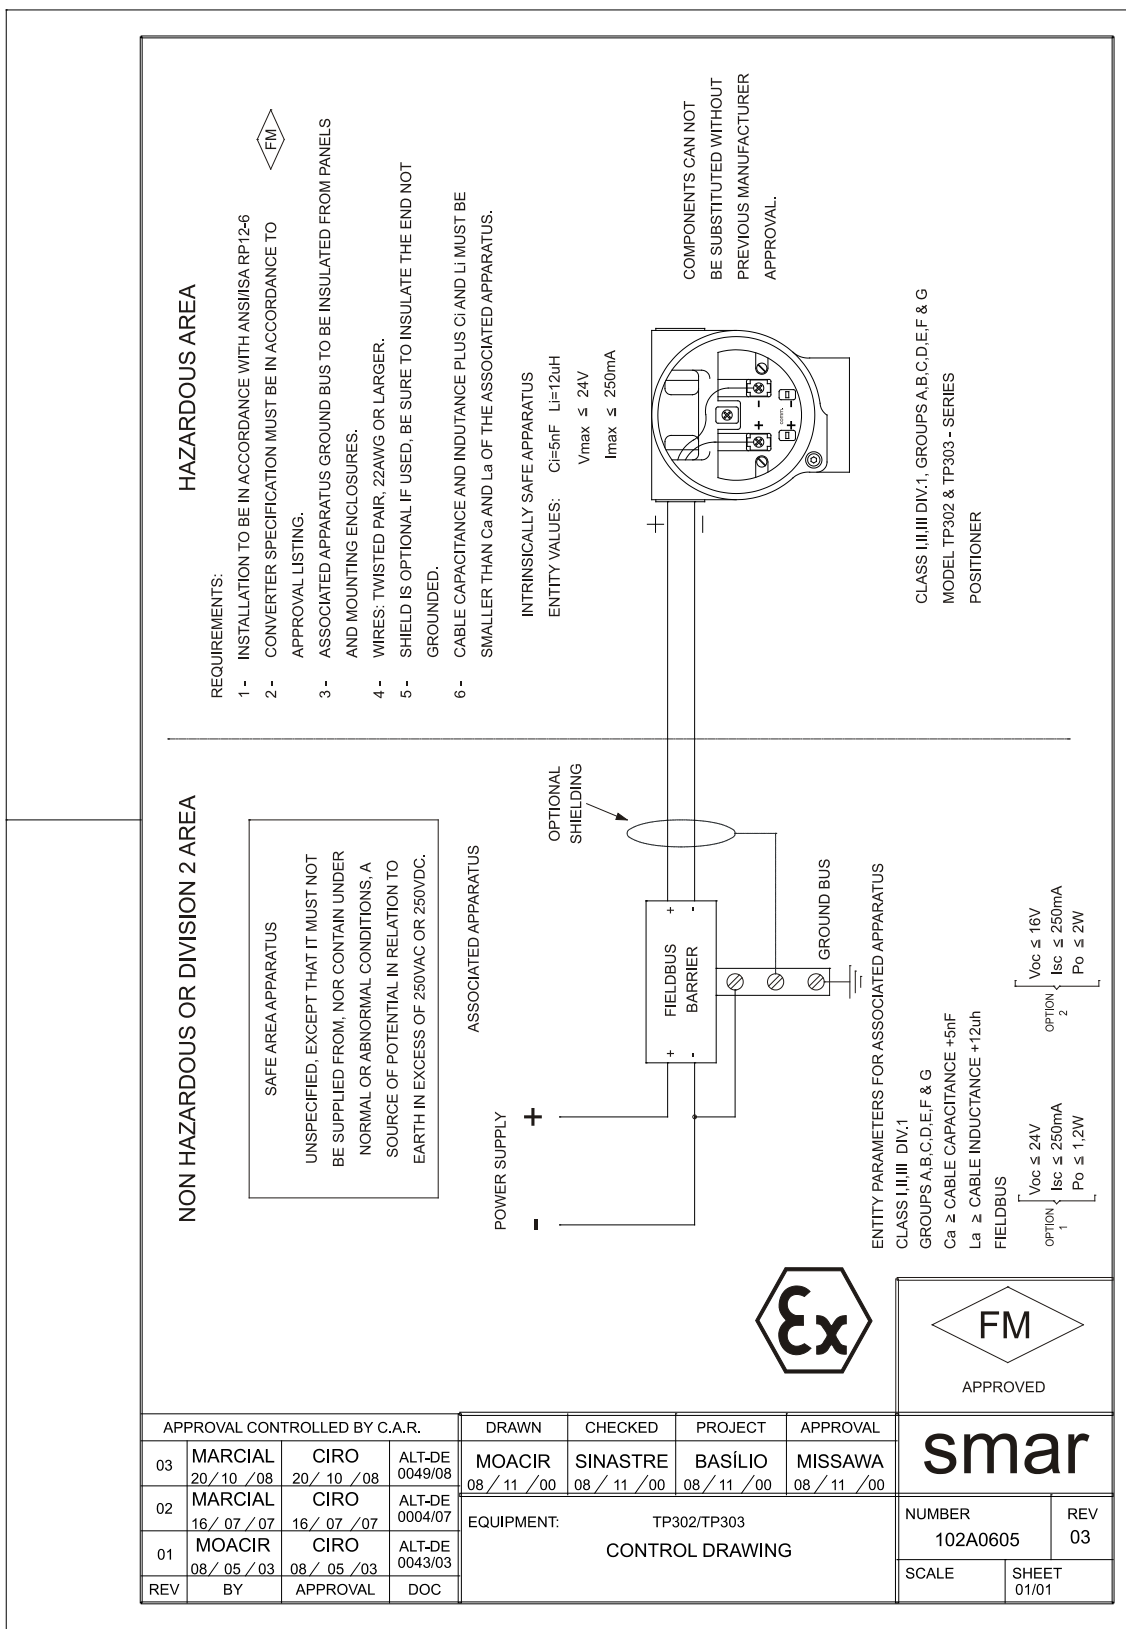 NON HAZARDOUS OR DIVISION 2 AREA
SAFE AREA APPARATUS
UNSPECIFIED, EXCEPT THAT IT MUST NOT
BE SUPPLIED FROM, NOR CONTAIN UNDER
NORMAL OR ABNORMAL CONDITIONS, A
SOURCE OF POTENTIAL IN RELATION TO
EARTH IN EXCESS OF 250VAC OR 250VDC.
ASSOCIATED APPARATUS
POWER SUPPLY
- +
OPTIONAL
SHIELDING
+ +
FIELDBUS
BARRIER
- -
GROUND BUS
ENTITY PARAMETERS FOR ASSOCIATED APPARATUS
CLASS I,II,III DIV.1
GROUPS A,B,C,D,E,F & G
Ca ≥ CABLE CAPACITANCE +5nF
La ≥ CABLE INDUCTANCE +12uh
FIELDBUS
OPTION
1
Voc ≤ 24V
Isc ≤ 250mA
Po ≤ 1,2W
OPTION
2
Voc ≤ 16V
Isc ≤ 250mA
Po ≤ 2W
HAZARDOUS AREA
REQUIREMENTS:
1 - INSTALLATION TO BE IN ACCORDANCE WITH ANSI/ISA RP12-6
2 - CONVERTER SPECIFICATION MUST BE IN ACCORDANCE TO
FM
APPROVAL LISTING.
3 - ASSOCIATED APPARATUS GROUND BUS TO BE INSULATED FROM PANELS
AND MOUNTING ENCLOSURES.
4 - WIRES: TWISTED PAIR, 22AWG OR LARGER.
5 - SHIELD IS OPTIONAL IF USED, BE SURE TO INSULATE THE END NOT
GROUNDED.
6 - CABLE CAPACITANCE AND INDUTANCE PLUS Ci AND Li MUST BE
SMALLER THAN Ca AND La OF THE ASSOCIATED APPARATUS.
INTRINSICALLY SAFE APPARATUS
ENTITY VALUES: Ci=5nF Li=12uH
Vmax ≤ 24V
Imax ≤ 250mA
+
-
+ -
comm.
+ -
COMPONENTS CAN NOT
BE SUBSTITUTED WITHOUT
PREVIOUS MANUFACTURER
APPROVAL.
CLASS I,II,III DIV.1, GROUPS A,B,C,D,E,F & G
MODEL TP302 & TP303 - SERIES
POSITIONER
Ex
FM
APPROVED
APPROVAL CONTROLLED BY C.A.R.
03 MARCIAL 20/ 10 /08 CIRO 20/ 10 /08 ALT-DE 0049/08
02 MARCIAL 16/ 07 /07 CIRO 16/ 07 /07 ALT-DE 0004/07
01 MOACIR 08/ 05 /03 CIRO 08/ 05 /03 ALT-DE 0043/03
REV BY APPROVAL DOC
DRAWN CHECKED PROJECT APPROVAL
MOACIR SINASTRE BASÍLIO MISSAWA
08/ 11 /00 08/ 11 /00 08/ 11 /00 08/ 11 /00
EQUIPMENT: TP302/TP303
CONTROL DRAWING
smar
NUMBER REV
102A0605 03
SCALE SHEET
01/01